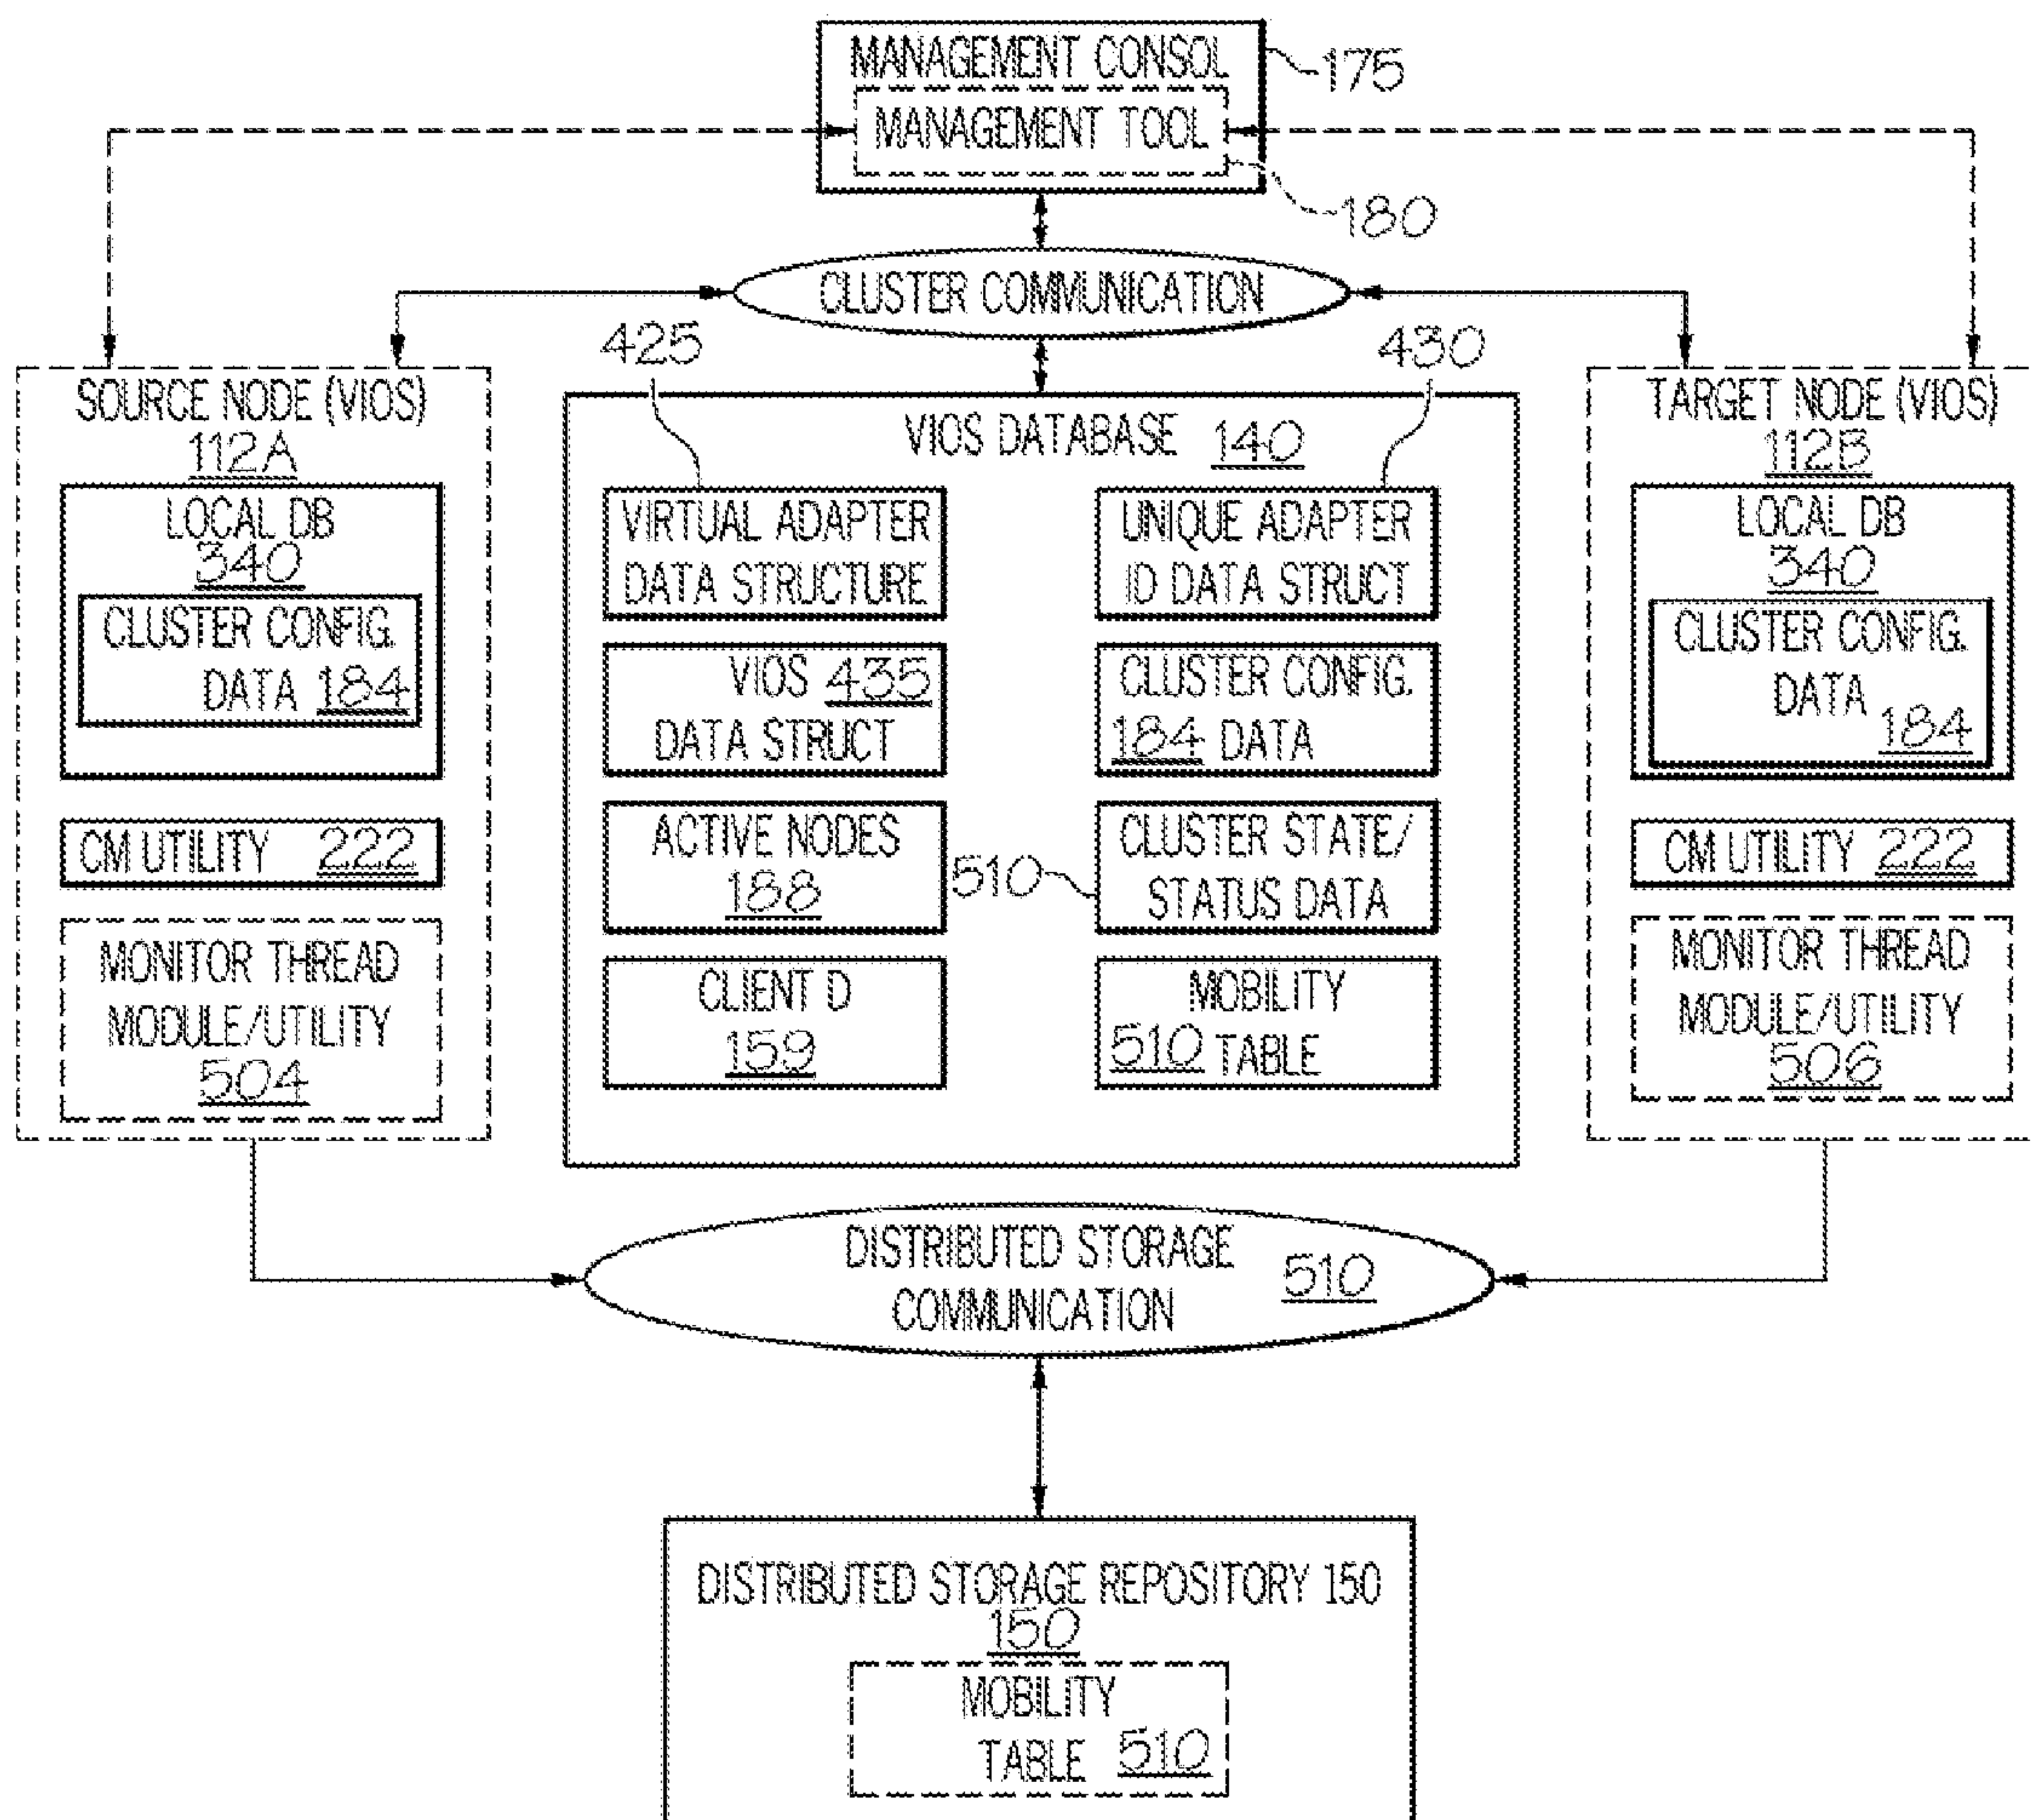 MANAGEMENT CONSOL
175
MANAGEMENT TOOL
180
CLUSTER COMMUNICATION
425
430
SOURCE NODE (VIOS)
112A
LOCAL DB
340
CLUSTER CONFIG.
DATA 184
CM UTILITY 222
MONITOR THREAD
MODULE/UTILITY
504
VIOS DATABASE 140
VIRTUAL ADAPTER
DATA STRUCTURE
UNIQUE ADAPTER
ID DATA STRUCT
VIOS 435
DATA STRUCT
CLUSTER CONFIG.
184 DATA
ACTIVE NODES
188
510
CLUSTER STATE/
STATUS DATA
CLIENT D
159
MOBILITY
510 TABLE
TARGET NODE (VIOS)
112B
LOCAL DB
340
CLUSTER CONFIG.
DATA
184
CM UTILITY 222
MONITOR THREAD
MODULE/UTILITY
506
DISTRIBUTED STORAGE
COMMUNICATION
510
DISTRIBUTED STORAGE REPOSITORY 150
150
MOBILITY
TABLE 510